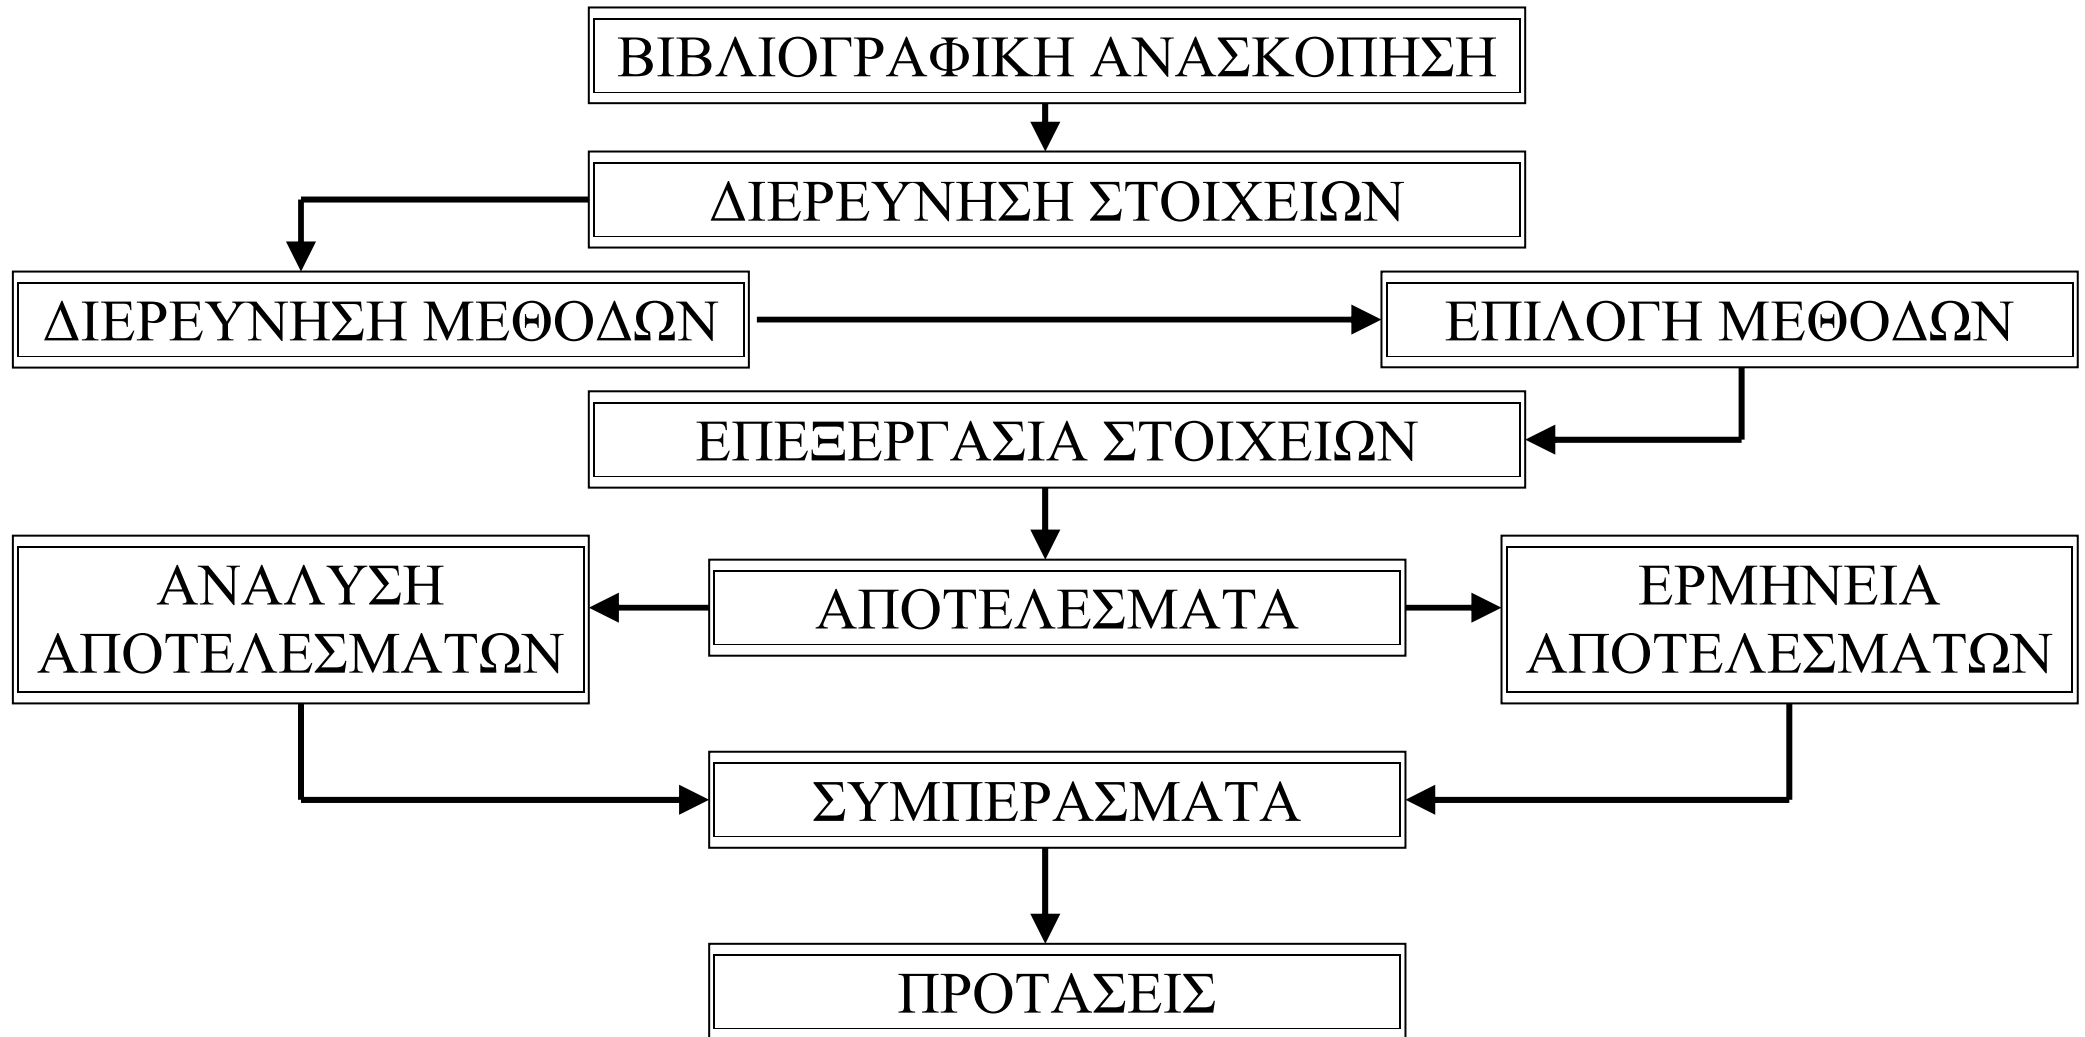 ΒΙΒΛΙΟΓΡΑΦΙΚΗ ΑΝΑΣΚΟΠΗΣΗ
ΔΙΕΡΕΥΝΗΣΗ ΣΤΟΙΧΕΙΩΝ
ΔΙΕΡΕΥΝΗΣΗ ΜΕΘΟΔΩΝ
ΕΠΙΛΟΓΗ ΜΕΘΟΔΩΝ
ΕΠΕΞΕΡΓΑΣΙΑ ΣΤΟΙΧΕΙΩΝ
ΑΝΑΛΥΣΗ
ΑΠΟΤΕΛΕΣΜΑΤΩΝ
ΑΠΟΤΕΛΕΣΜΑΤΑ
ΕΡΜΗΝΕΙΑ
ΑΠΟΤΕΛΕΣΜΑΤΩΝ
ΣΥΜΠΕΡΑΣΜΑΤΑ
ΠΡΟΤΑΣΕΙΣ